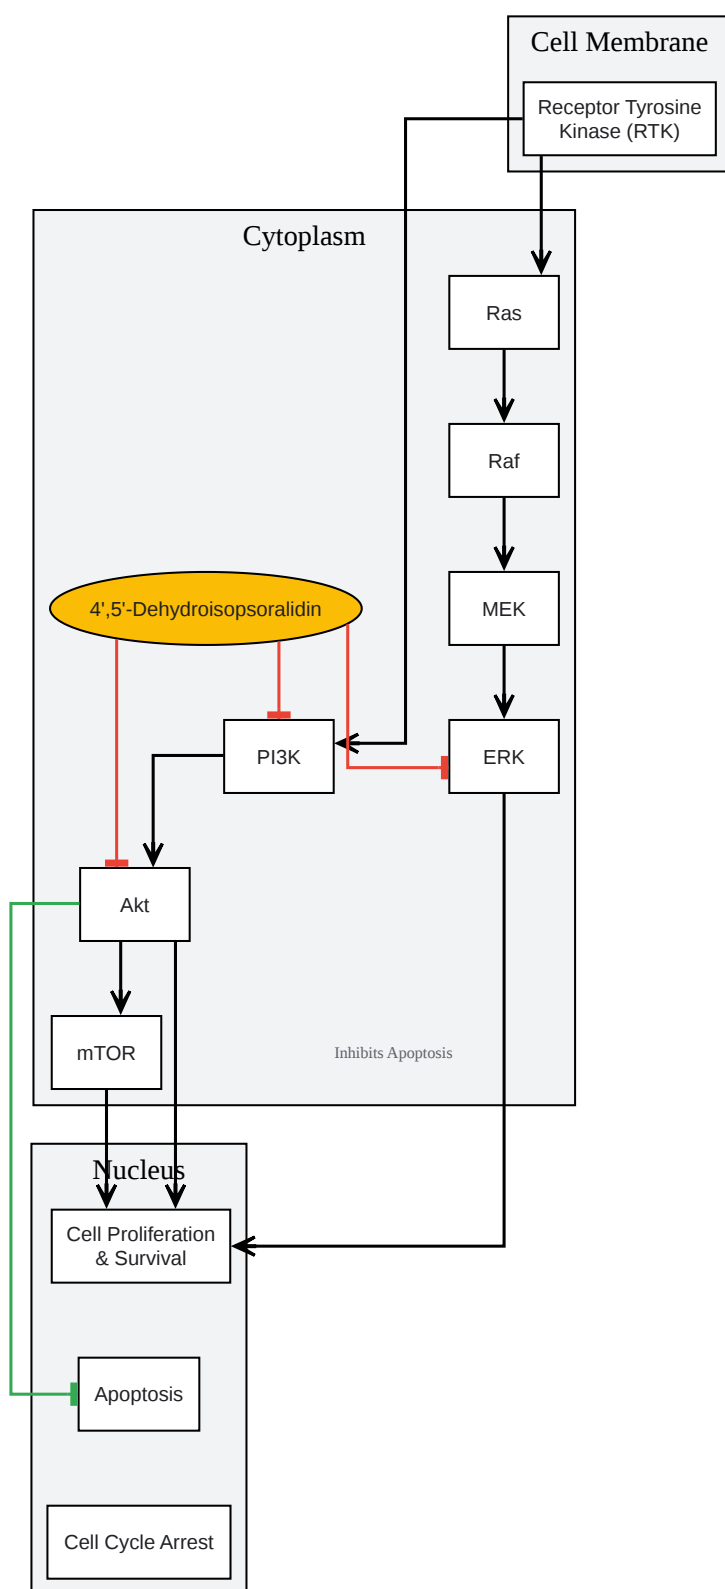 Cell Membrane
Receptor Tyrosine
Kinase (RTK)
Cytoplasm
Ras
Raf
4',5'-Dehydroisopsoralidin
MEK
PI3K
ERK
Akt
mTOR
Inhibits Apoptosis
Nucleus
Cell Proliferation
& Survival
Apoptosis
Cell Cycle Arrest